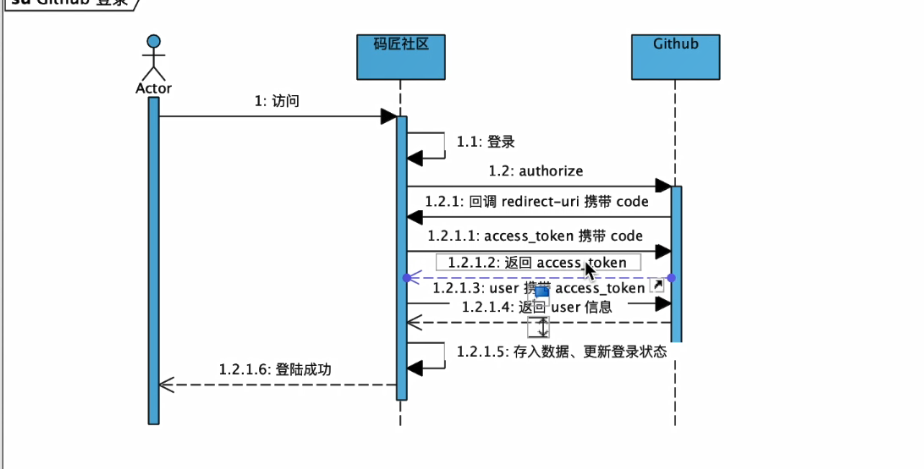 sd Github 登录
码匠社区
Github
Actor
1: 访问
1.1: 登录
1.2: authorize
1.2.1: 回调 redirect-uri 携带 code
1.2.1.1: access_token 携带 code
1.2.1.2: 返回 access_token
1.2.1.3: user 携带 access_token
1.2.1.4: 返回 user 信息
1.2.1.5: 存入数据、更新登录状态
1.2.1.6: 登陆成功